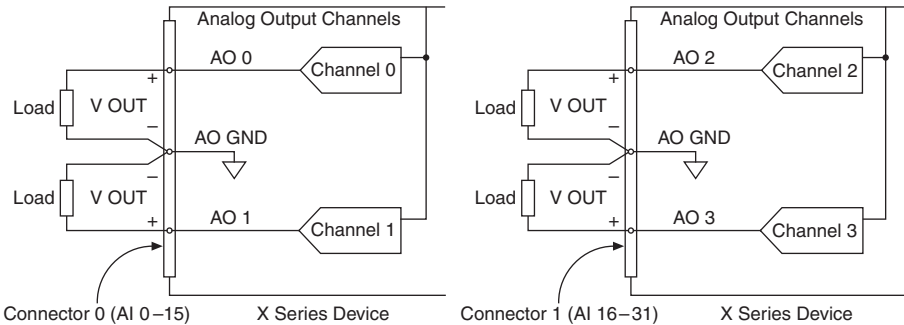 Analog Output Channels
AO 0
Channel 0
+
Load
V OUT
–
AO GND
–
Load
V OUT
+
AO 1
Channel 1
Connector 0 (AI 0–15)
X Series Device
Analog Output Channels
AO 2
Channel 2
+
Load
V OUT
–
AO GND
–
Load
V OUT
+
AO 3
Channel 3
Connector 1 (AI 16–31)
X Series Device